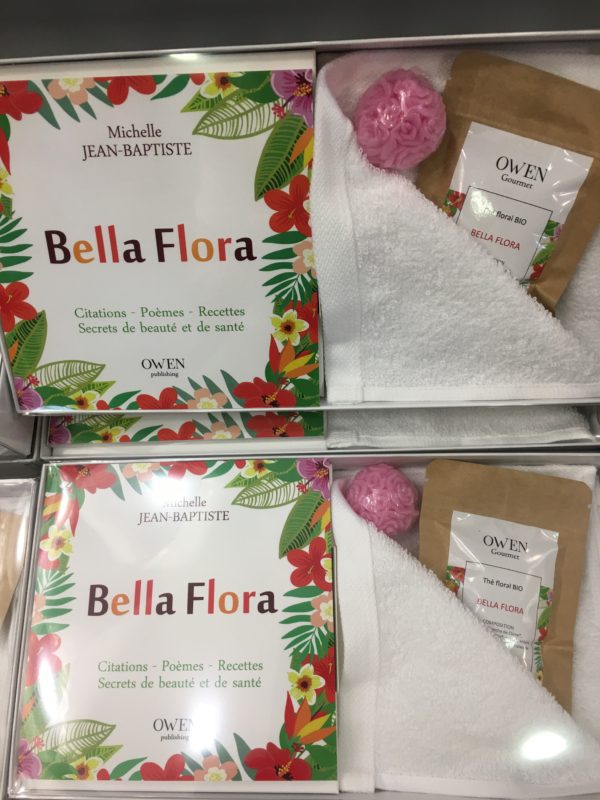 Michelle
JEAN-BAPTISTE
Bella Flora
Citations - Poèmes - Recettes
Secrets de beauté et de santé
OWEN
publishing
OWEN
Gourmet
Thé floral BIO
BELLA FLORA
Michelle
JEAN-BAPTISTE
Bella Flora
Citations - Poèmes - Recettes
Secrets de beauté et de santé
OWEN
publishing
OWEN
Gourmet
Thé floral BIO
BELLA FLORA
COMPOSITION